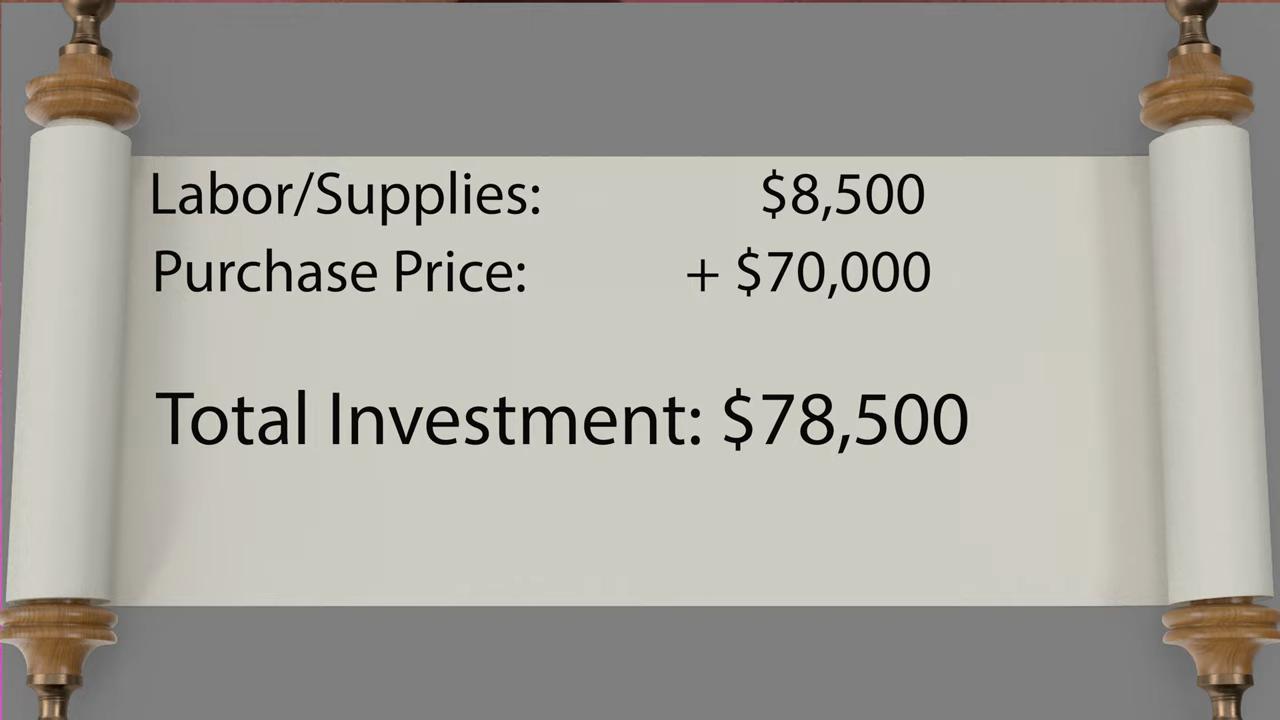 Labor/Supplies: $8,500
Purchase Price: + $70,000
Total Investment: $78,500